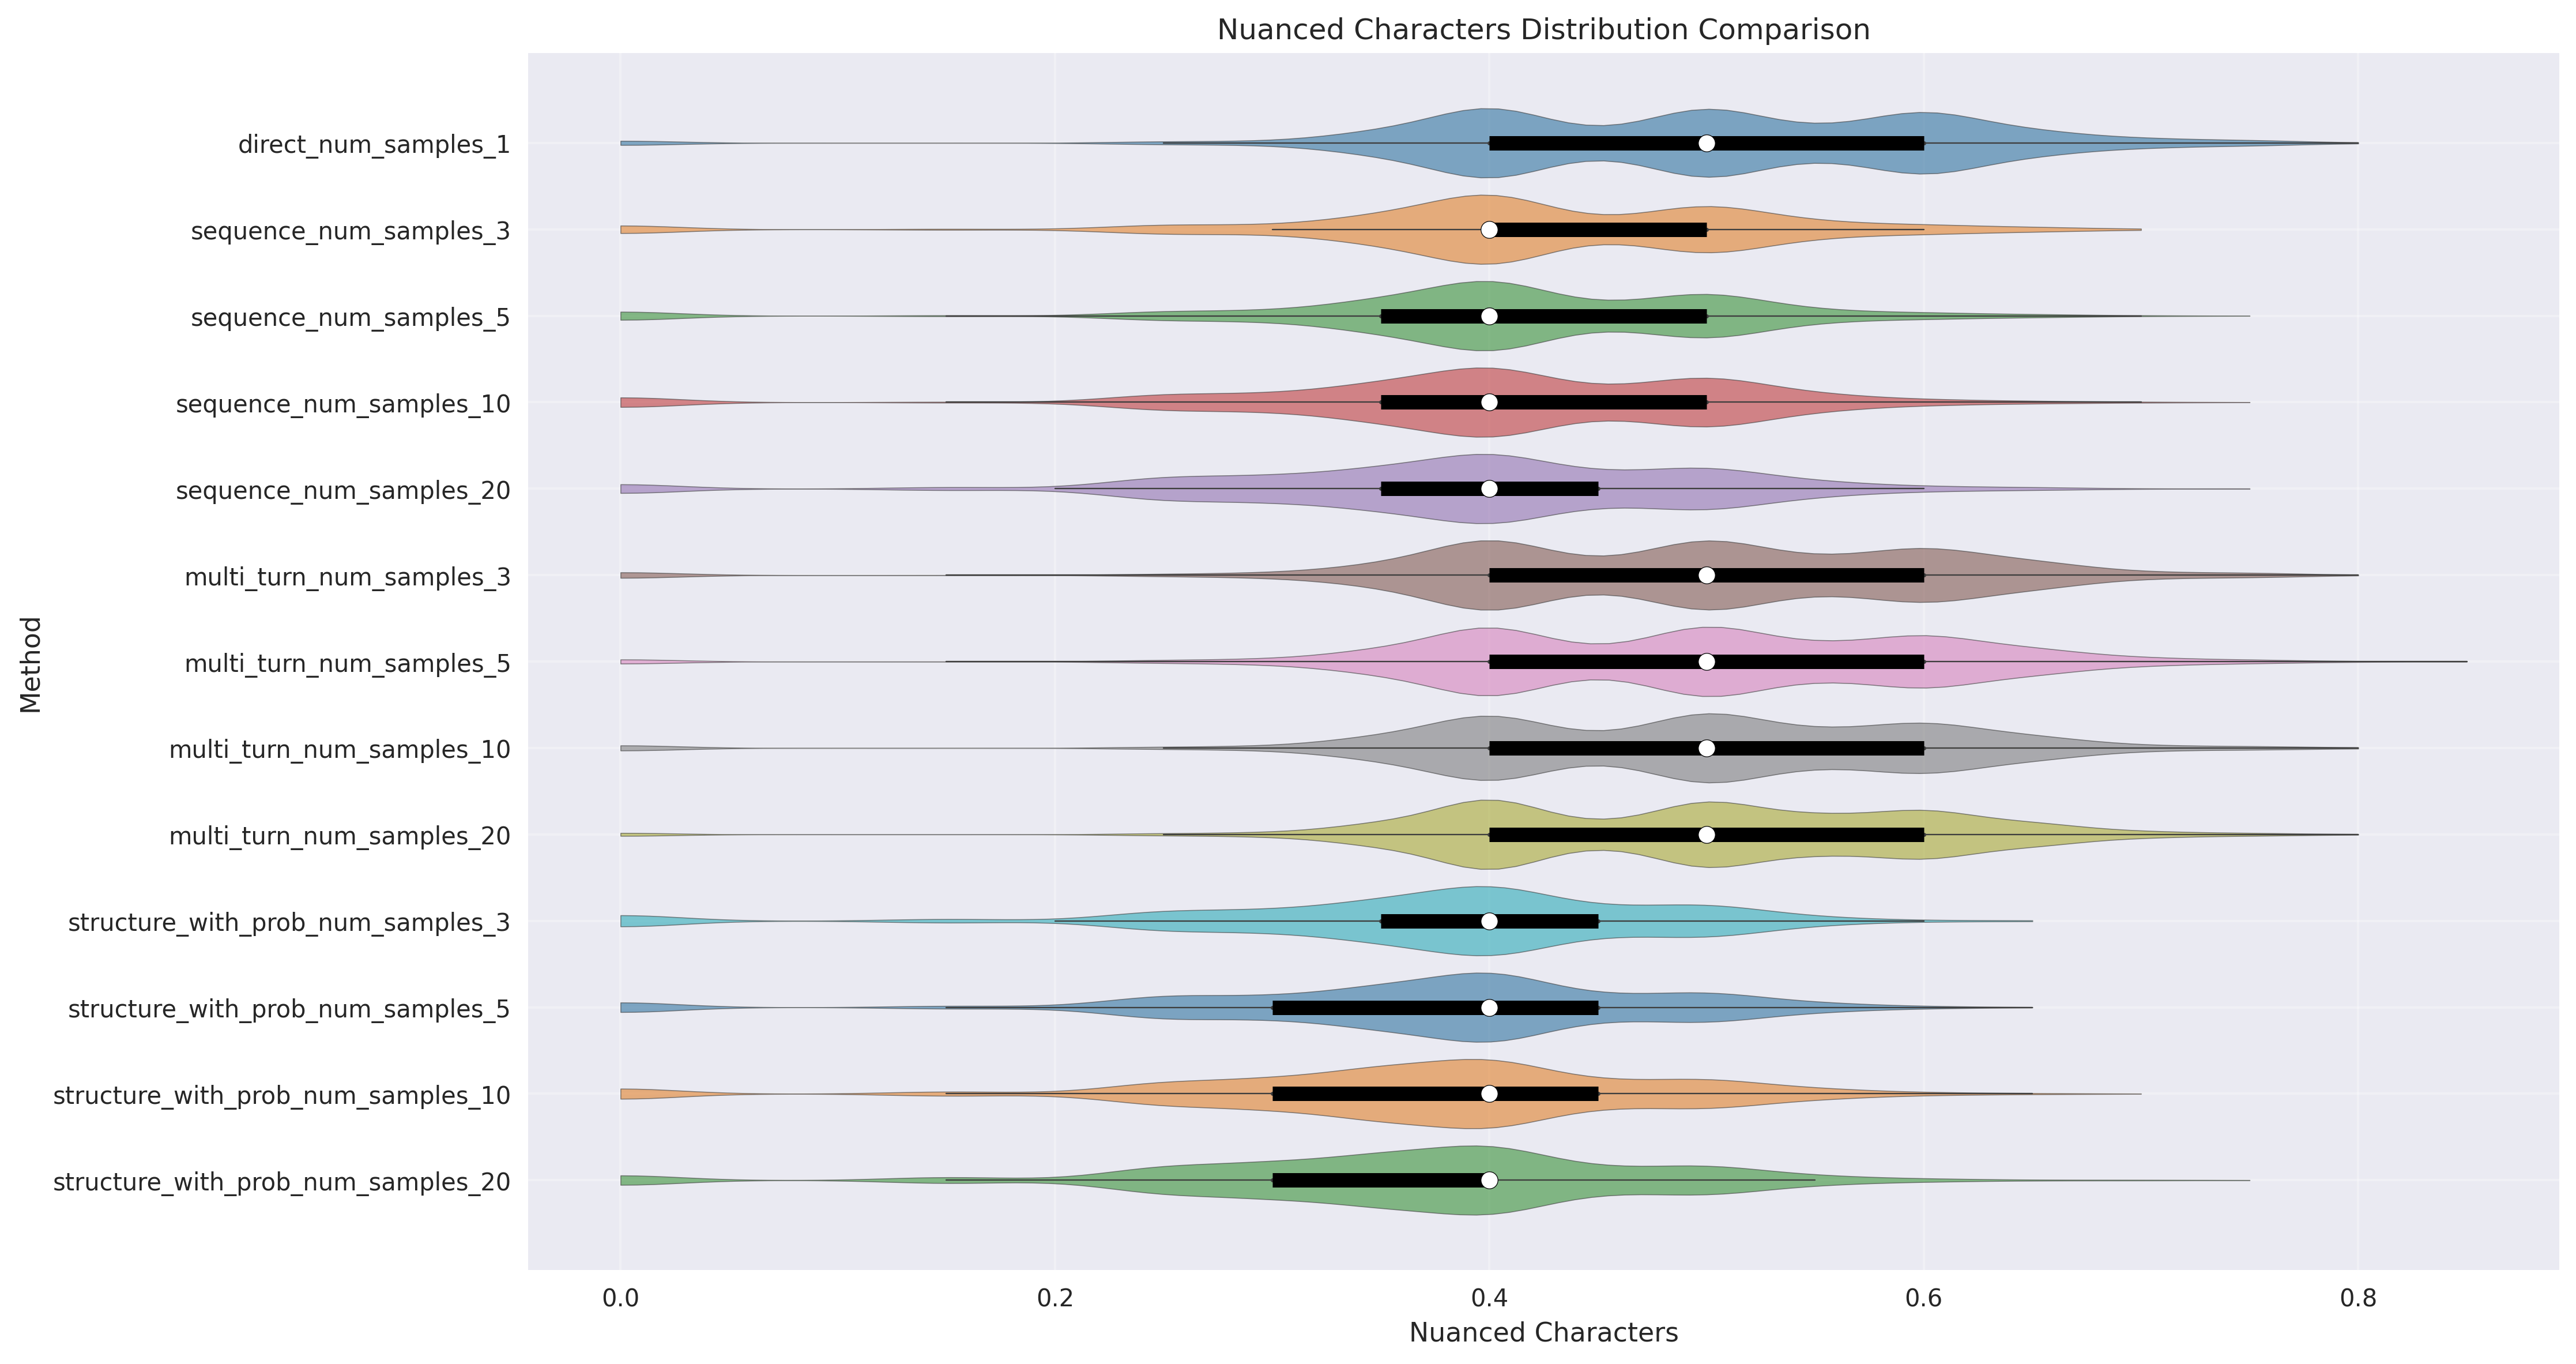 Nuanced Characters Distribution Comparison
direct_num_samples_1
sequence_num_samples_3
sequence_num_samples_5
sequence_num_samples_10
sequence_num_samples_20
multi_turn_num_samples_3
multi_turn_num_samples_5
multi_turn_num_samples_10
multi_turn_num_samples_20
structure_with_prob_num_samples_3
structure_with_prob_num_samples_5
structure_with_prob_num_samples_10
structure_with_prob_num_samples_20
Method
0.0 0.2 0.4 0.6 0.8
Nuanced Characters